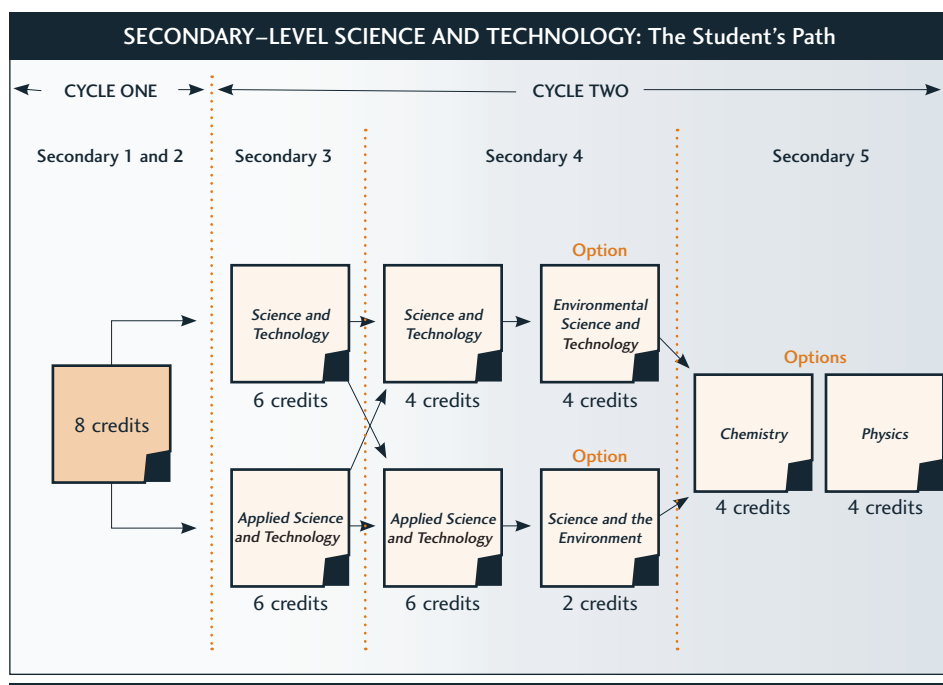 SECONDARY–LEVEL SCIENCE AND TECHNOLOGY: The Student's Path
CYCLE ONE
CYCLE TWO
Secondary 1 and 2
Secondary 3
Secondary 4
Secondary 5
8 credits
Science and
Technology
6 credits
Science and
Technology
4 credits
Option
Environmental
Science and
Technology
4 credits
Applied Science
and Technology
6 credits
Applied Science
and Technology
6 credits
Option
Science and the
Environment
2 credits
Options
Chemistry
4 credits
Physics
4 credits